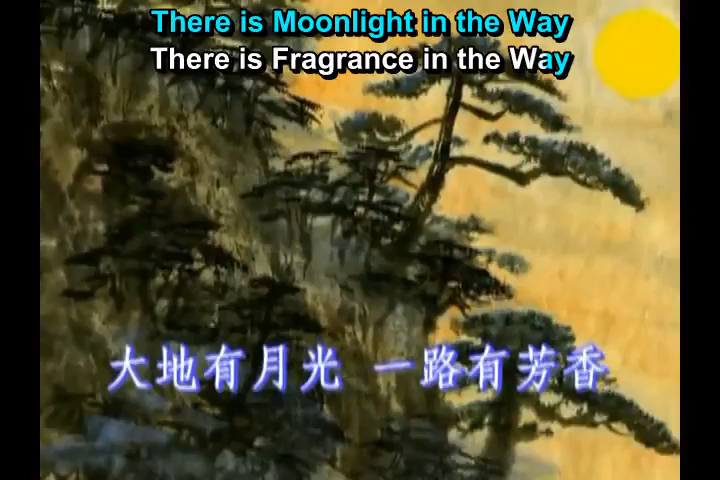 There is Moonlight in the Way
There is Fragrance in the Way
大地有月光 一路有芳香